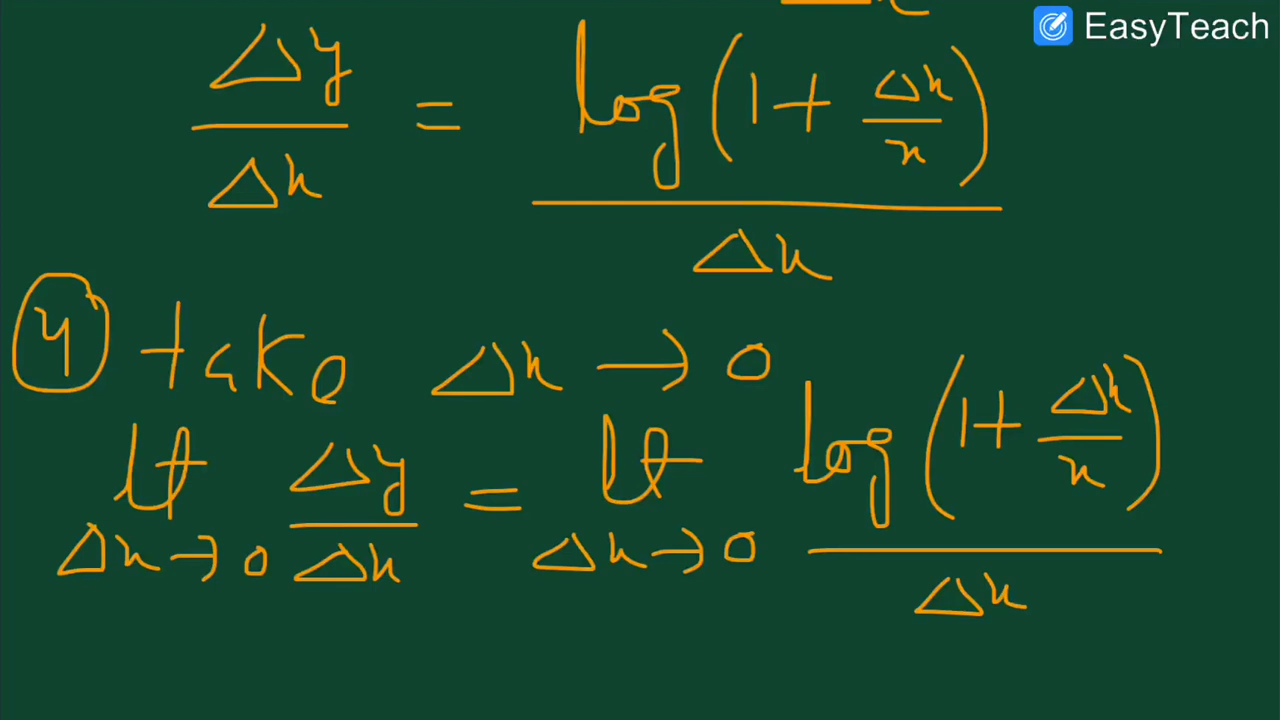 EasyTeach
Δy/Δx = log(1 + Δx/x)/Δx
④ take Δx → 0
lt Δx→0 Δy/Δx = lt Δx→0 log(1 + Δx/x)/Δx